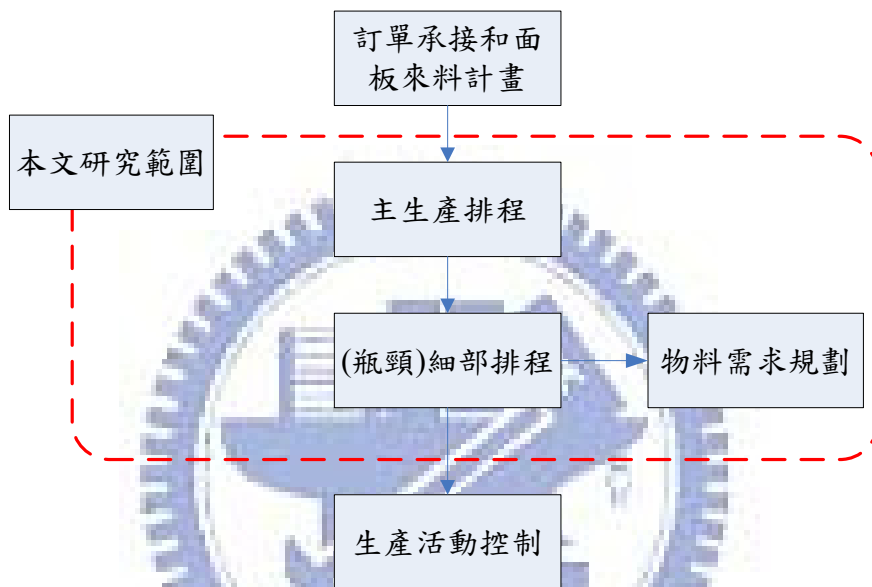 訂單承接和面
板來料計畫
本文研究範圍
主生產排程
(瓶頸)細部排程
物料需求規劃
生產活動控制